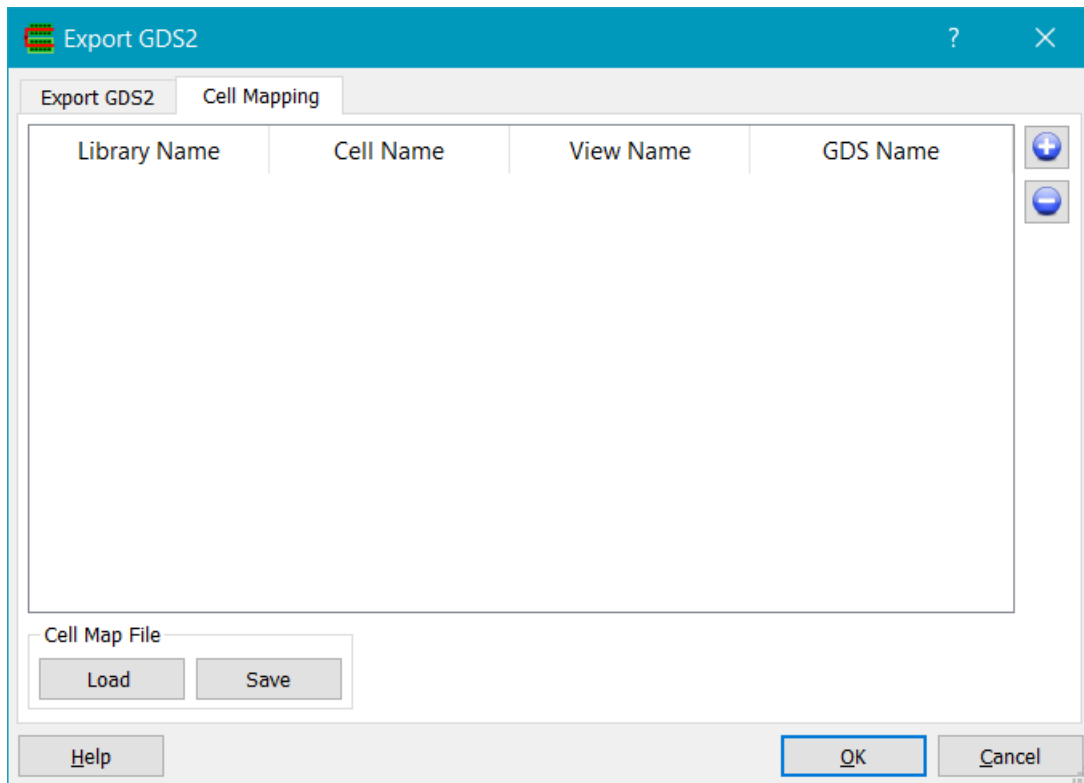 Export GDS2 ?
Export GDS2 Cell Mapping
Library Name Cell Name View Name GDS Name
Cell Map File
Load Save
Help OK Cancel